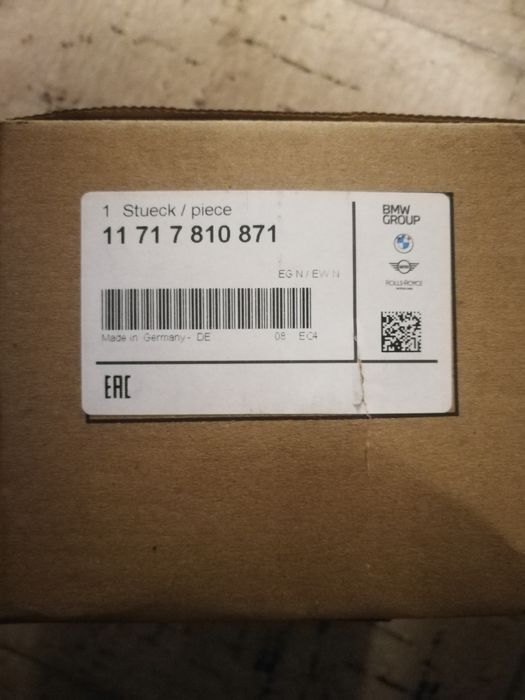 1 Stueck / piece
11 71 7 810 871
EG N / EW N
Made in Germany - DE 08 EC4
EAC
BMW
GROUP
ROLLS-ROYCE